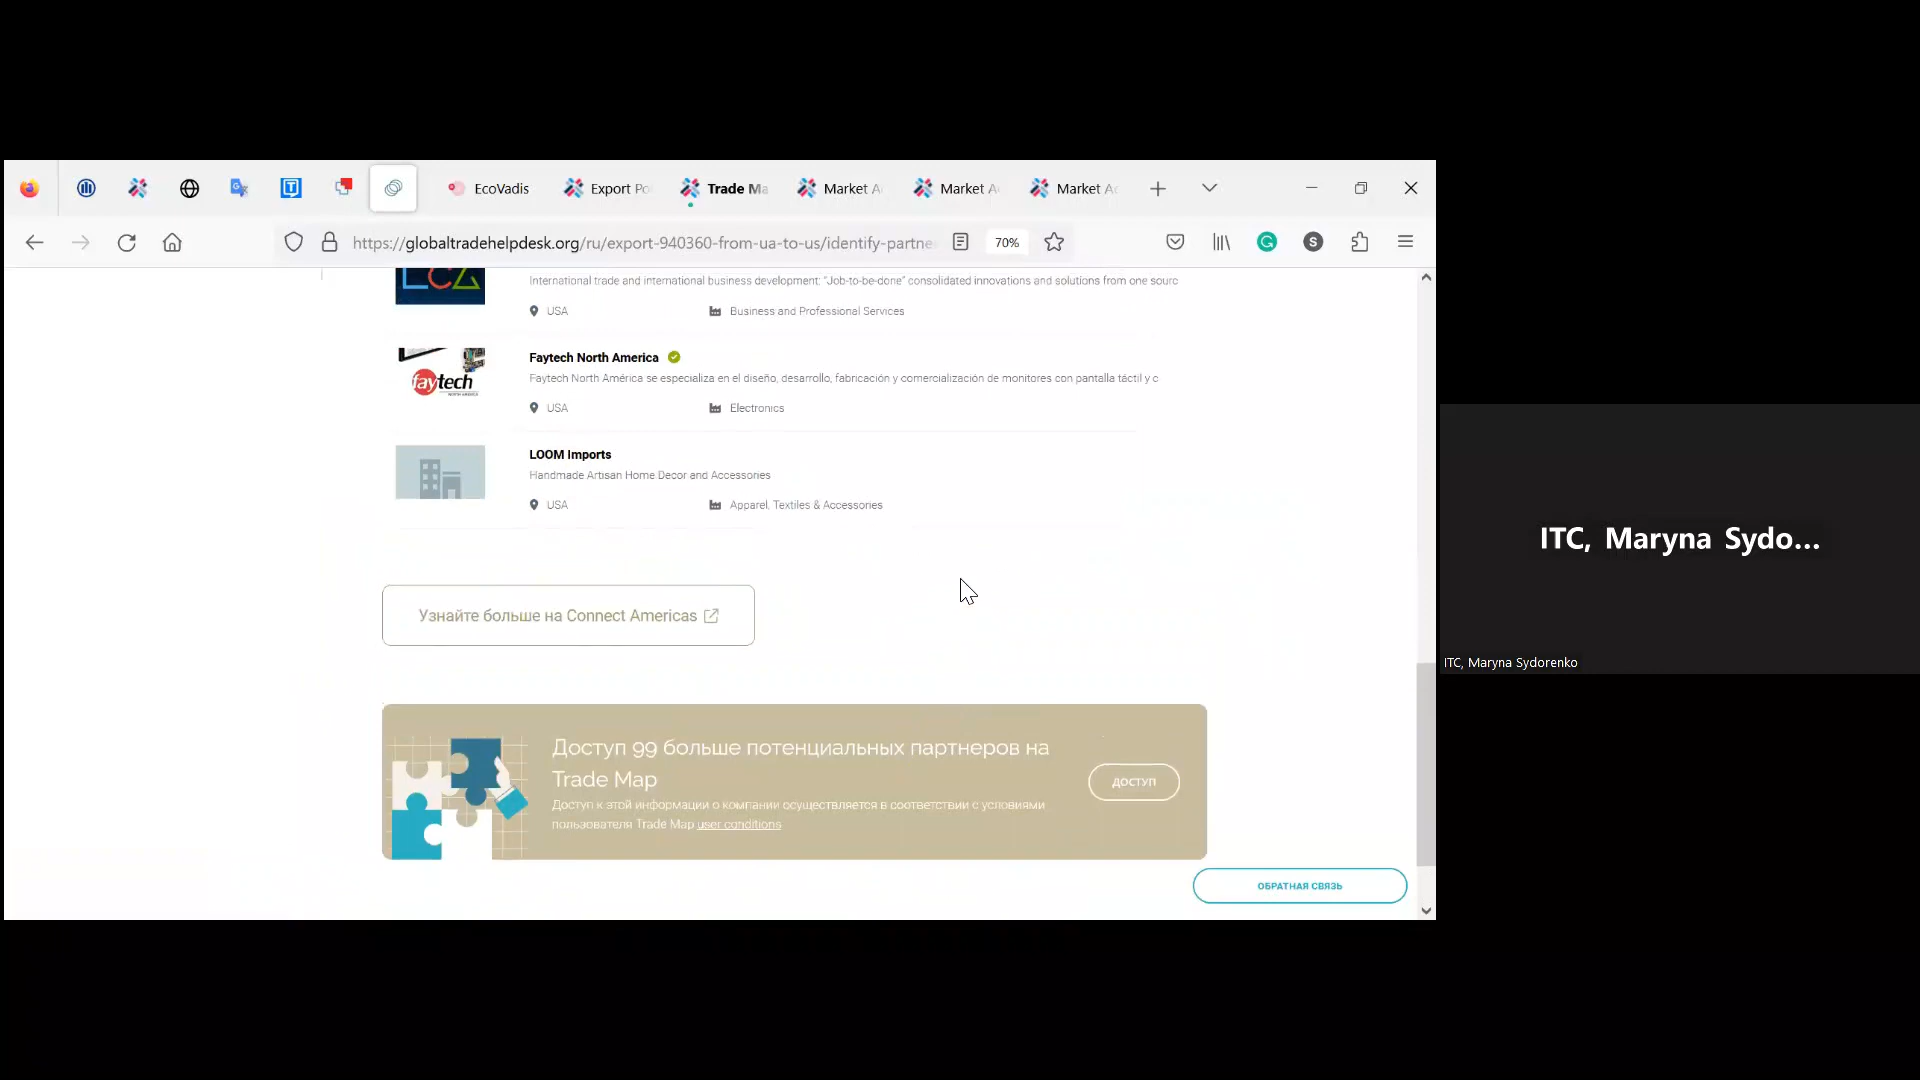 EcoVadis
Export Po
Trade Ma
Market A
Market A
Market Ac
https://globaltradehelpdesk.org/ru/export-940360-from-ua-to-us/identify-partne
70%
International trade and international business development: "Job-to-be-done" consolidated innovations and solutions from one sourc
USA
Business and Professional Services
faytech
NORTH AMERICA
Faytech North America
Faytech North América se especializa en el diseño, desarrollo, fabricación y comercialización de monitores con pantalla táctil y c
USA
Electronics
LOOM Imports
Handmade Artisan Home Decor and Accessories
USA
Apparel, Textiles & Accessories
Узнайте больше на Connect Americas
Доступ 99 больше потенциальных партнеров на
Trade Map
Доступ к этой информации о компании осуществляется в соответствии с условиями
пользователя Trade Map user conditions
ДОСТУП
ОБРАТНАЯ СВЯЗЬ
ITC, Maryna Sydo...
ITC, Maryna Sydorenko